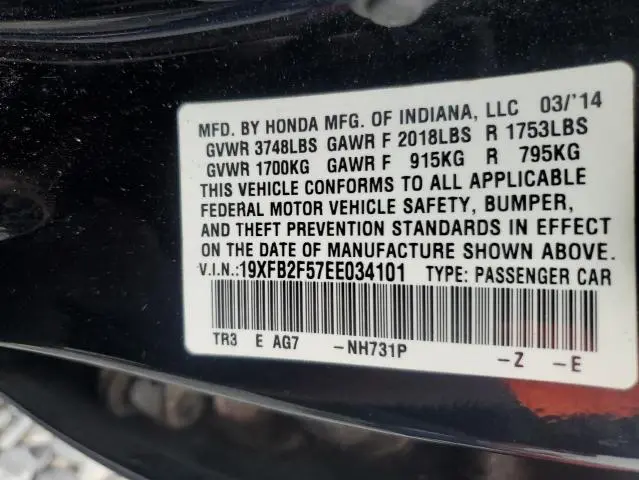 MFD. BY HONDA MFG. OF INDIANA, LLC 03/'14
GVWR 3748LBS GAWR F 2018LBS R 1753LBS
GVWR 1700KG GAWR F 915KG R 795KG
THIS VEHICLE CONFORMS TO ALL APPLICABLE
FEDERAL MOTOR VEHICLE SAFETY, BUMPER,
AND THEFT PREVENTION STANDARDS IN EFFECT
ON THE DATE OF MANUFACTURE SHOWN ABOVE.
V.I.N.:19XFB2F57EE034101 TYPE: PASSENGER CAR
TR3 E AG7 -NH731P -Z -E